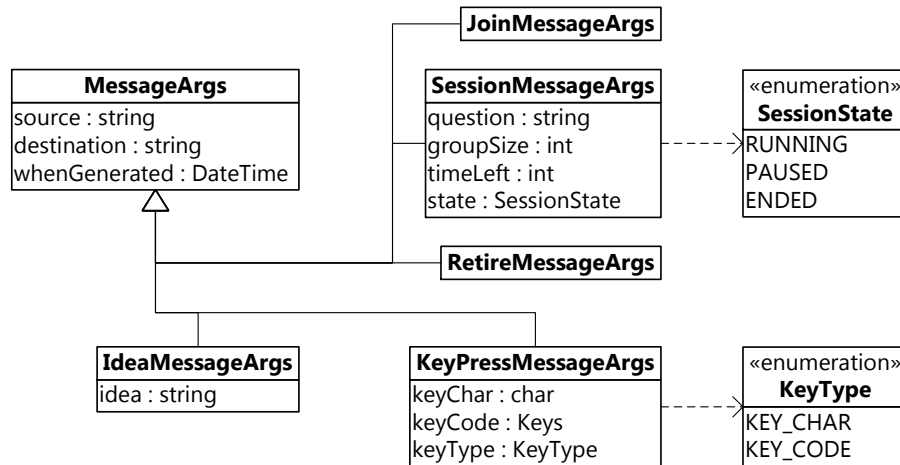 JoinMessageArgs
MessageArgs
source : string
destination : string
whenGenerated : DateTime
SessionMessageArgs
question : string
groupSize : int
timeLeft : int
state : SessionState
«enumeration»
SessionState
RUNNING
PAUSED
ENDED
RetireMessageArgs
IdeaMessageArgs
idea : string
KeyPressMessageArgs
keyChar : char
keyCode : Keys
keyType : KeyType
«enumeration»
KeyType
KEY_CHAR
KEY_CODE